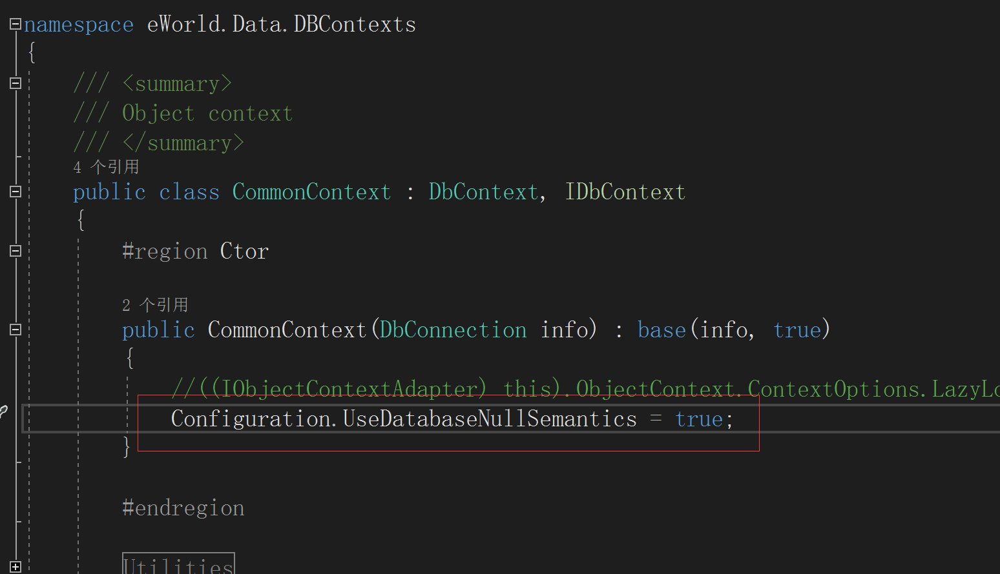 namespace eWorld.Data.DBContexts
{
/// <summary>
/// Object context
/// </summary>
4 个引用
public class CommonContext : DbContext, IDbContext
{
#region Ctor
2 个引用
public CommonContext(DbConnection info) : base(info, true)
{
//((IObjectContextAdapter) this).ObjectContext.ContextOptions.LazyLo
Configuration.UseDatabaseNullSemantics = true;
}
#endregion
Utilities